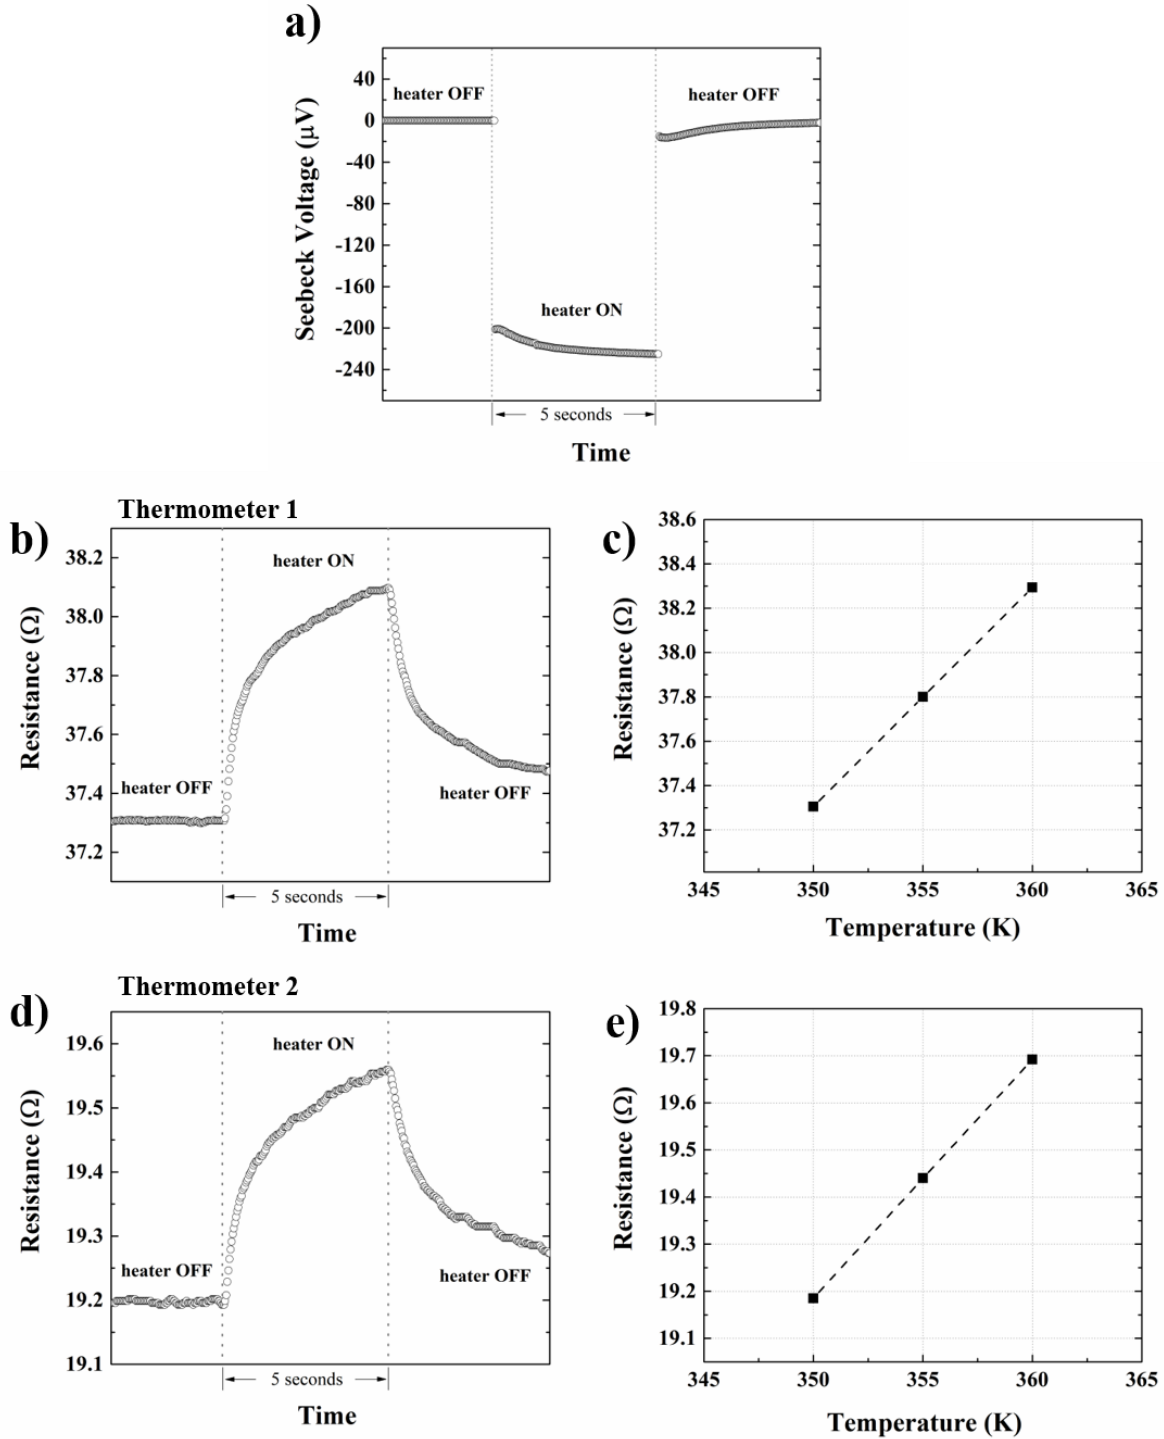 a)
Seebeck Voltage (μV)
40
0
-40
-80
-120
-160
-200
-240
heater OFF
heater ON
heater OFF
5 seconds
Time
b)
Thermometer 1
Resistance (Ω)
38.2
38.0
37.8
37.6
37.4
37.2
heater ON
heater OFF
heater OFF
5 seconds
Time
c)
Resistance (Ω)
38.6
38.4
38.2
38.0
37.8
37.6
37.4
37.2
345 350 355 360 365
Temperature (K)
d)
Thermometer 2
Resistance (Ω)
19.6
19.5
19.4
19.3
19.2
19.1
heater ON
heater OFF
heater OFF
5 seconds
Time
e)
Resistance (Ω)
19.8
19.7
19.6
19.5
19.4
19.3
19.2
19.1
345 350 355 360 365
Temperature (K)